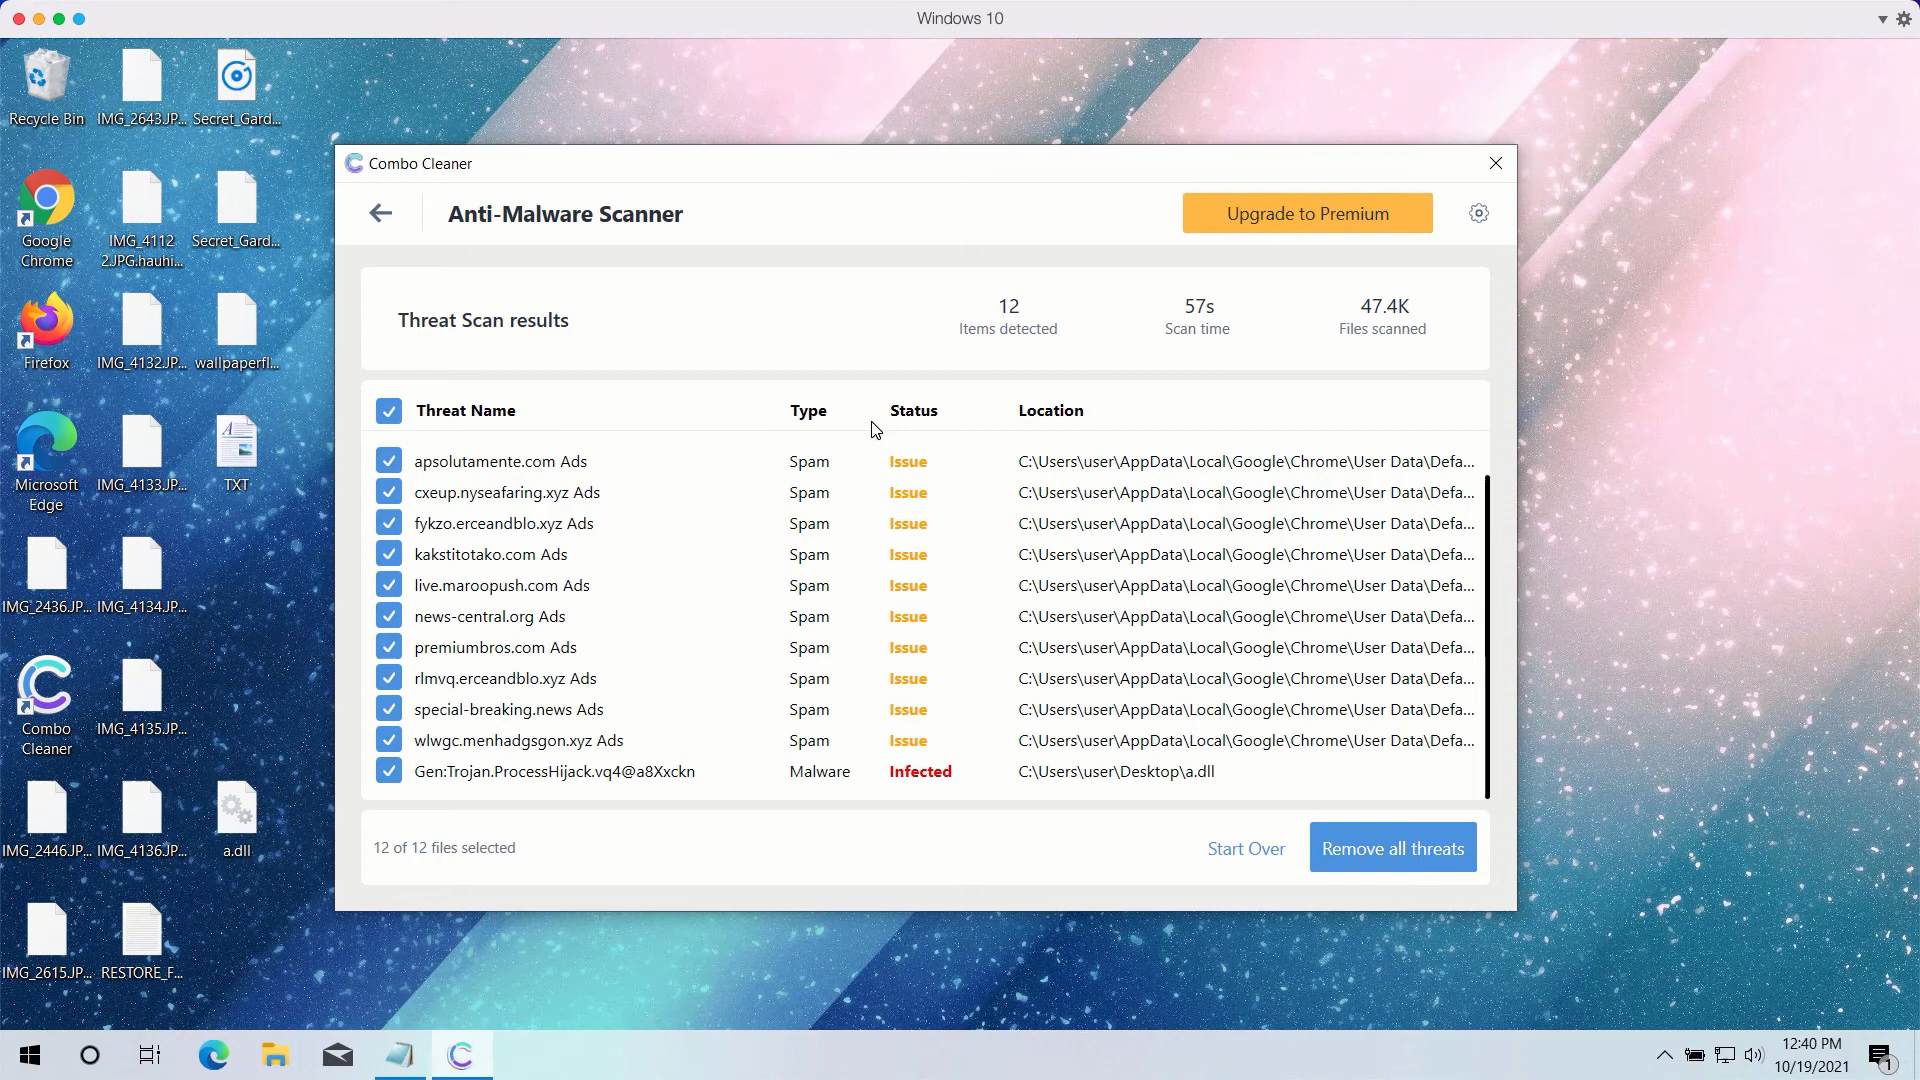 Windows 10
Recycle Bin
IMG_2643.JP...
Secret_Gard...
Google
Chrome
IMG_4112
2.JPG.hauhi...
Secret_Gard...
Firefox
IMG_4132.JP...
wallpaperfl...
Microsoft
Edge
IMG_4133.JP...
TXT
IMG_2436.JP...
IMG_4134.JP...
Combo
Cleaner
IMG_4135.JP...
IMG_2446.JP...
IMG_4136.JP...
a.dll
IMG_2615.JP...
RESTORE_F...
Combo Cleaner
Anti-Malware Scanner
Upgrade to Premium
Threat Scan results
12
Items detected
57s
Scan time
47.4K
Files scanned
Threat Name Type Status Location
apsolutamente.com Ads Spam Issue C:\Users\user\AppData\Local\Google\Chrome\User Data\Defa...
cxeup.nyseafaring.xyz Ads Spam Issue C:\Users\user\AppData\Local\Google\Chrome\User Data\Defa...
fykzo.erceandblo.xyz Ads Spam Issue C:\Users\user\AppData\Local\Google\Chrome\User Data\Defa...
kakstitotako.com Ads Spam Issue C:\Users\user\AppData\Local\Google\Chrome\User Data\Defa...
live.maroopush.com Ads Spam Issue C:\Users\user\AppData\Local\Google\Chrome\User Data\Defa...
news-central.org Ads Spam Issue C:\Users\user\AppData\Local\Google\Chrome\User Data\Defa...
premiumbros.com Ads Spam Issue C:\Users\user\AppData\Local\Google\Chrome\User Data\Defa...
rlmvq.erceandblo.xyz Ads Spam Issue C:\Users\user\AppData\Local\Google\Chrome\User Data\Defa...
special-breaking.news Ads Spam Issue C:\Users\user\AppData\Local\Google\Chrome\User Data\Defa...
wlwgc.menhadgsgon.xyz Ads Spam Issue C:\Users\user\AppData\Local\Google\Chrome\User Data\Defa...
Gen:Trojan.ProcessHijack.vq4@a8Xxckn Malware Infected C:\Users\user\Desktop\a.dll
12 of 12 files selected
Start Over
Remove all threats
12:40 PM
10/19/2021
1